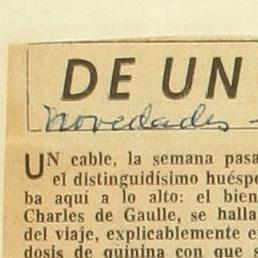 DE UN
Novedades -
UN cable, la semana pasa
el distinguidísimo huéspe
ba aquí a lo alto: el bien
Charles de Gaulle, se halla
del viaje, explicablemente e
dosis de quinina con que s